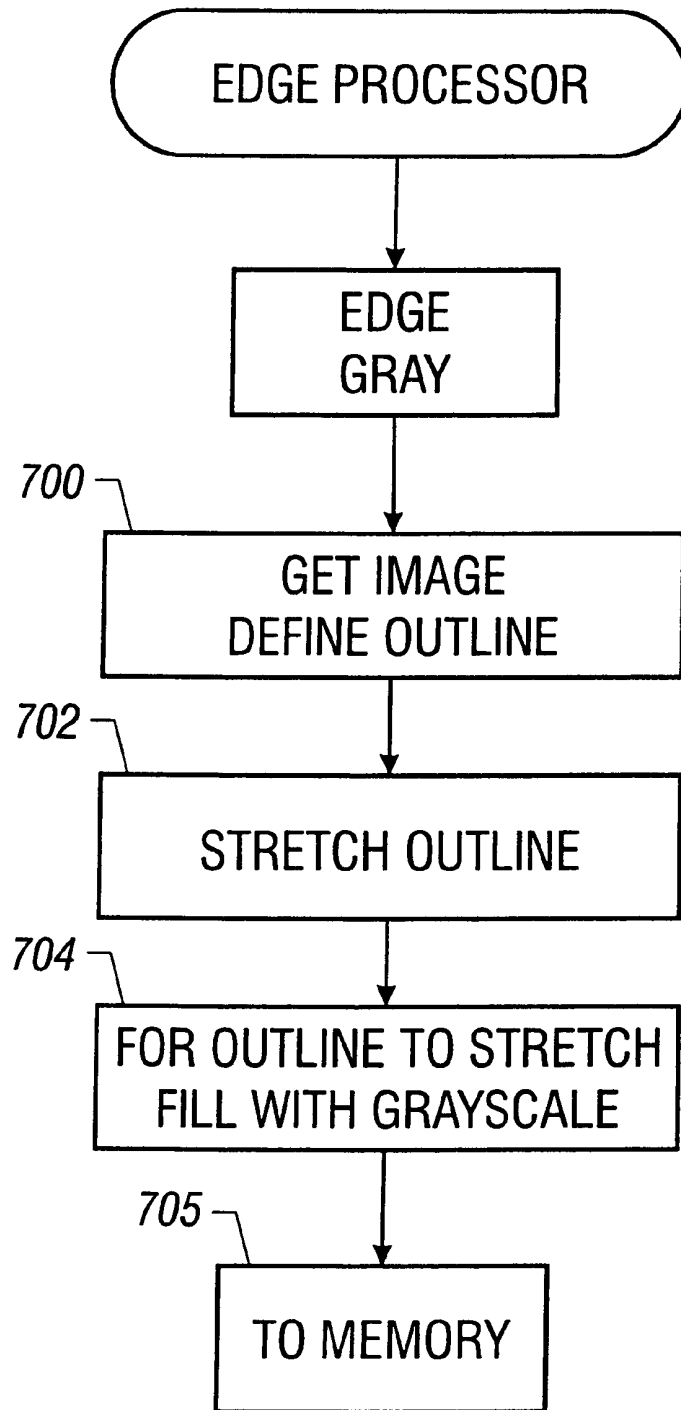 EDGE PROCESSOR
EDGE
GRAY
700
GET IMAGE
DEFINE OUTLINE
702
STRETCH OUTLINE
704
FOR OUTLINE TO STRETCH
FILL WITH GRAYSCALE
705
TO MEMORY